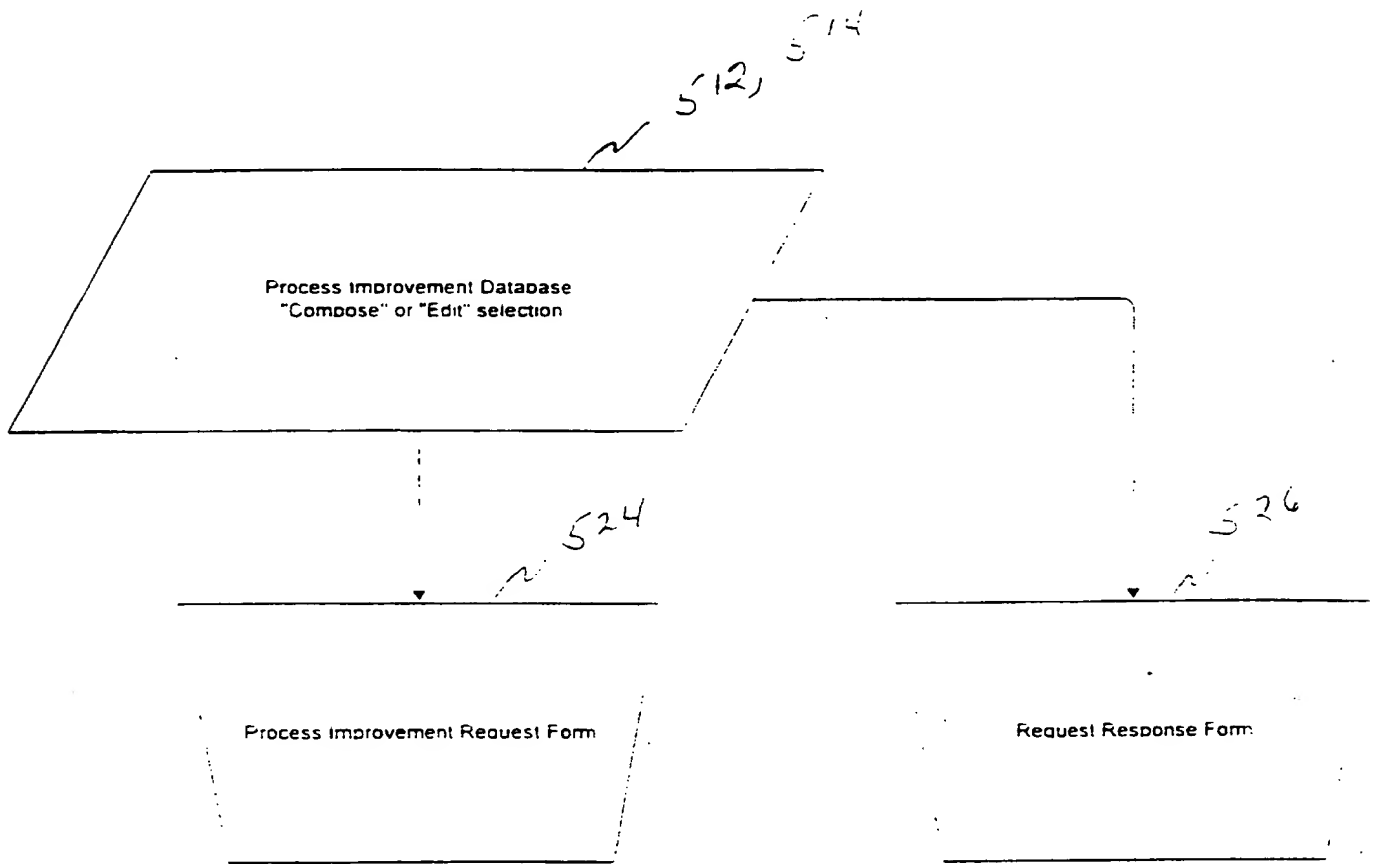 512, 514
Process Improvement Database
"Compose" or "Edit" selection
524
526
Process Improvement Request Form
Request Response Form